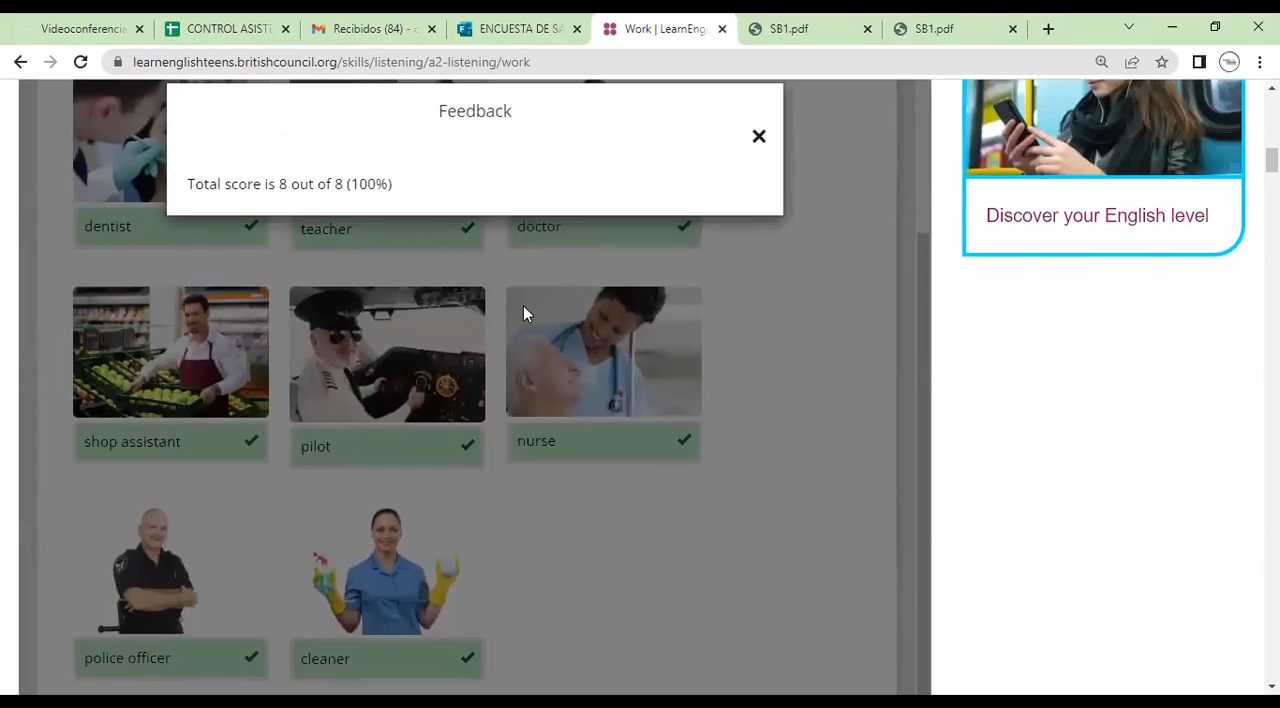 Videoconferencia
CONTROL ASISTE
Recibidos (84) - c
ENCUESTA DE SA
Work | LearnEng
SB1.pdf
SB1.pdf
learnenglishteens.britishcouncil.org/skills/listening/a2-listening/work
Feedback
Total score is 8 out of 8 (100%)
Discover your English level
dentist
teacher
doctor
shop assistant
pilot
nurse
police officer
cleaner